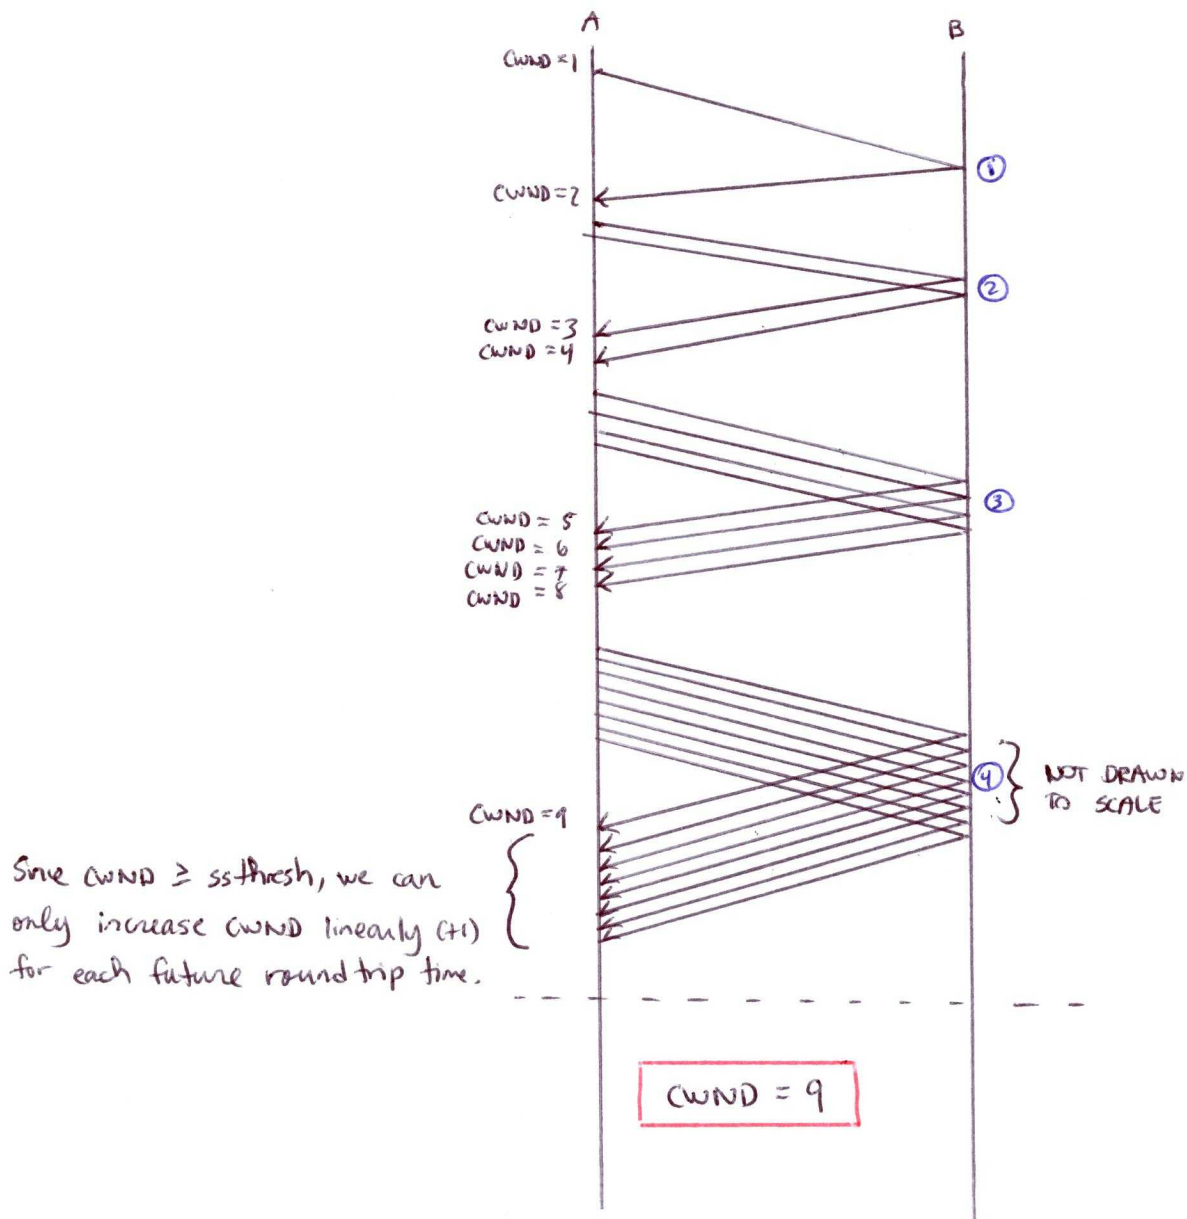 A
B
CWND = 1
①
CWND = 2
②
CWND = 3
CWND = 4
③
CWND = 5
CWND = 6
CWND = 7
CWND = 8
④
NOT DRAWN
TO SCALE
CWND = 9
Since CWND ≥ ssthresh, we can
only increase CWND linearly (+1)
for each future roundtrip time.
CWND = 9